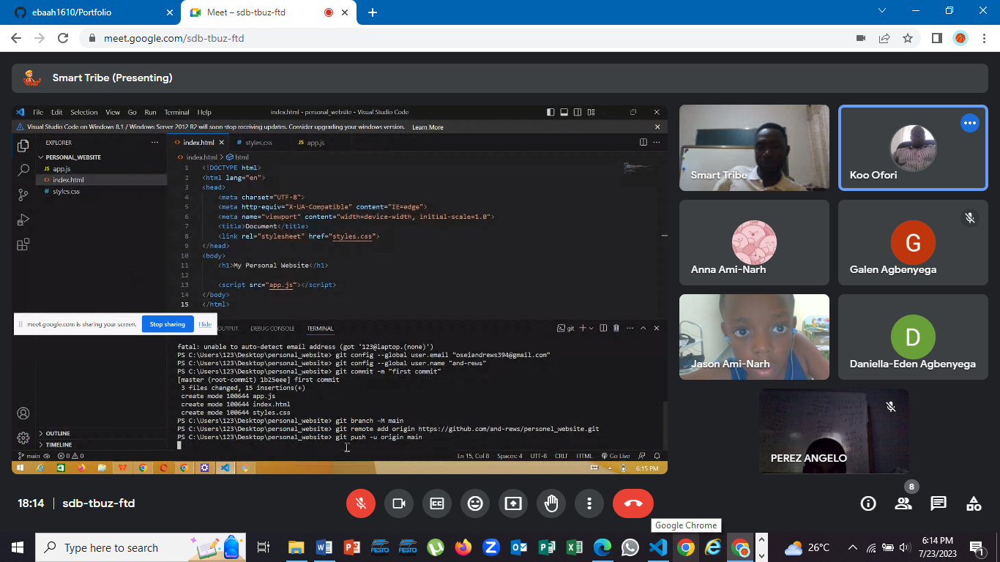 ebaah1610/Portfolio
Meet – sdb-tbuz-ftd
meet.google.com/sdb-tbuz-ftd
Smart Tribe (Presenting)
File Edit Selection View Go Run Terminal Help
index.html - personal_website - Visual Studio Code
Visual Studio Code on Windows 8.1 / Windows Server 2012 R2 will soon stop receiving updates. Consider upgrading your windows version. Learn More
EXPLORER
PERSONAL_WEBSITE
app.js
index.html
styles.css
index.html
styles.css
app.js
index.html > html
1 <!DOCTYPE html>
2 <html lang="en">
3 <head>
4 <meta charset="UTF-8">
5 <meta http-equiv="X-UA-Compatible" content="IE=edge">
6 <meta name="viewport" content="width=device-width, initial-scale=1.0">
7 <title>Document</title>
8 <link rel="stylesheet" href="styles.css">
9 </head>
10 <body>
11 <h1>My Personal Website</h1>
12
13 <script src="app.js"></script>
14 </body>
15 </html>
meet.google.com is sharing your screen. Stop sharing Hide
OUTPUT DEBUG CONSOLE TERMINAL
git
fatal: unable to auto-detect email address (got '123@laptop.(none)')
PS C:\Users\123\Desktop\personal_website> git config --global user.email "oseiandrews394@gmail.com"
PS C:\Users\123\Desktop\personal_website> git config --global user.name "and-rews"
PS C:\Users\123\Desktop\personal_website> git commit -m "first commit"
[master (root-commit) 1b25eee] first commit
3 files changed, 15 insertions(+)
create mode 100644 app.js
create mode 100644 index.html
create mode 100644 styles.css
PS C:\Users\123\Desktop\personal_website> git branch -M main
PS C:\Users\123\Desktop\personal_website> git remote add origin https://github.com/and-rews/personel_website.git
PS C:\Users\123\Desktop\personal_website> git push -u origin main
OUTLINE
TIMELINE
main 0 0
Ln 15, Col 8 Spaces: 4 UTF-8 CRLF HTML Go Live
6:15 PM
Smart Tribe
Koo Ofori
Anna Ami-Narh
G
Galen Agbenyega
Jason Ami-Narh
D
Daniella-Eden Agbenyega
PEREZ ANGELO
18:14 | sdb-tbuz-ftd
8
Google Chrome
Type here to search
FESTO
FESTO
26°C
6:14 PM
7/23/2023
1